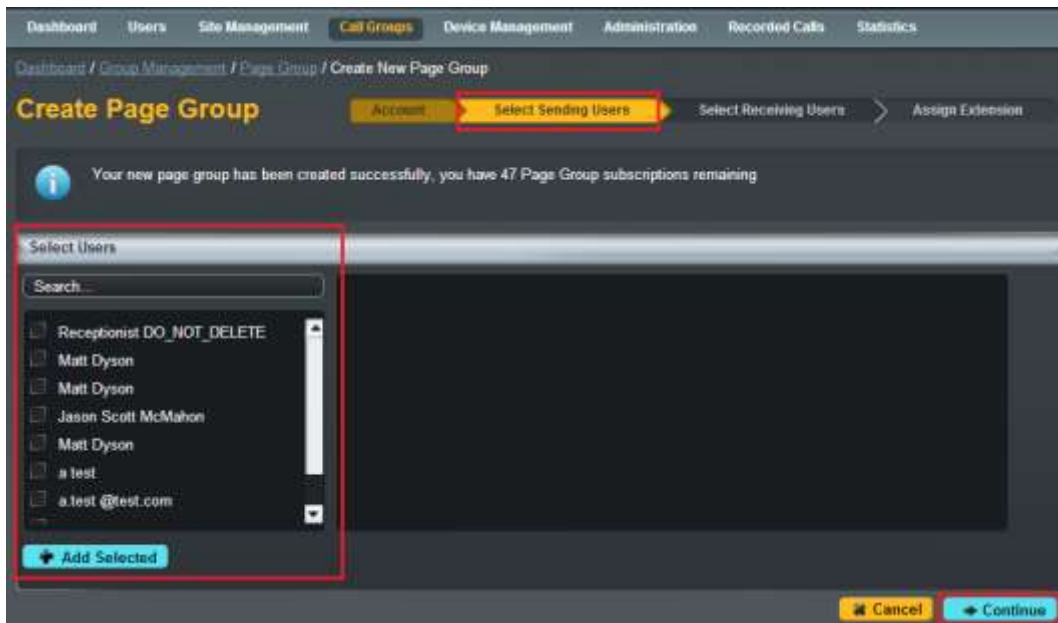 Dashboard Users Site Management Call Groups Device Management Administration Recorded Calls Statistics
Dashboard / Group Management / Page Group / Create New Page Group
Create Page Group
Account Select Sending Users Select Receiving Users Assign Extension
Your new page group has been created successfully, you have 47 Page Group subscriptions remaining
Select Users
Search...
Receptionist DO_NOT_DELETE
Matt Dyson
Matt Dyson
Jason Scott McMahon
Matt Dyson
a test
a.test @test.com
Add Selected
Cancel Continue